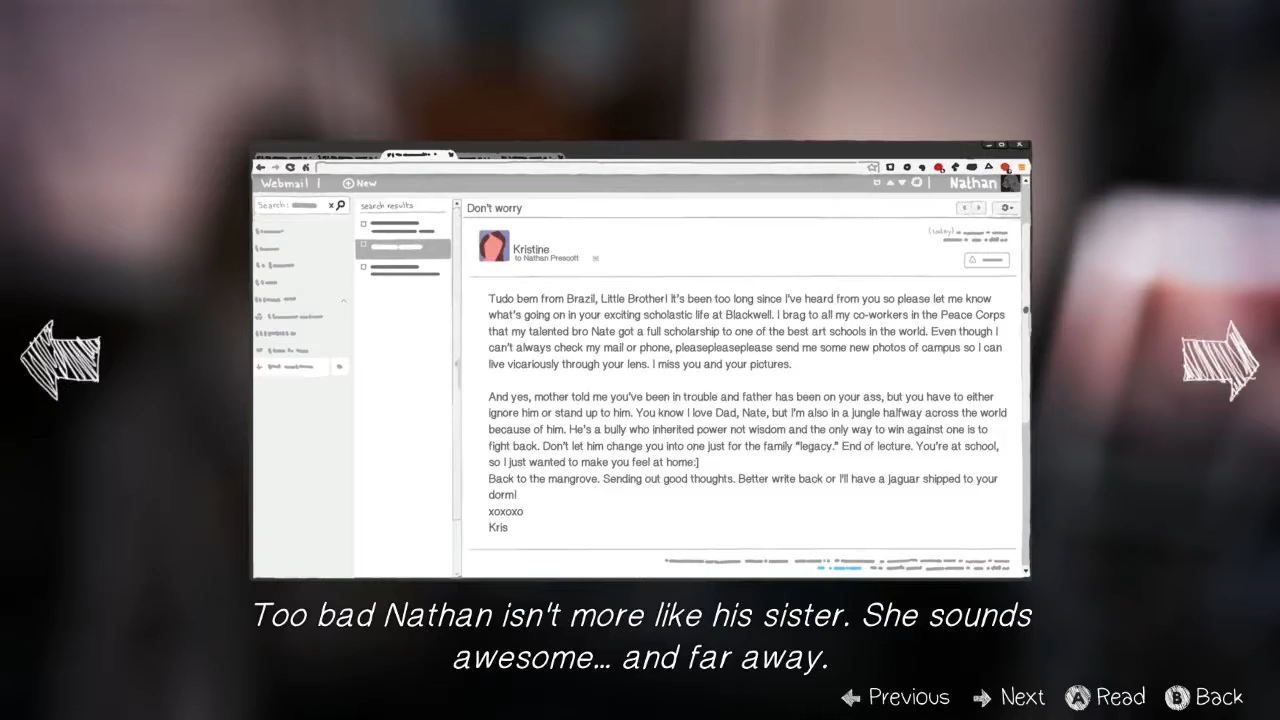 Webmail | New
Nathan
Search:
search results
Don't worry
(today)
Kristine
to Nathan Prescott
Tudo bem from Brazil, Little Brother! It's been too long since I've heard from you so please let me know
what's going on in your exciting scholastic life at Blackwell. I brag to all my co-workers in the Peace Corps
that my talented bro Nate got a full scholarship to one of the best art schools in the world. Even though I
can't always check my mail or phone, pleasepleaseplease send me some new photos of campus so I can
live vicariously through your lens. I miss you and your pictures.
And yes, mother told me you've been in trouble and father has been on your ass, but you have to either
ignore him or stand up to him. You know I love Dad, Nate, but I'm also in a jungle halfway across the world
because of him. He's a bully who inherited power not wisdom and the only way to win against one is to
fight back. Don't let him change you into one just for the family "legacy." End of lecture. You're at school,
so I just wanted to make you feel at home:]
Back to the mangrove. Sending out good thoughts. Better write back or I'll have a jaguar shipped to your
dorm!
xoxoxo
Kris
Too bad Nathan isn't more like his sister. She sounds
awesome... and far away.
Previous Next A Read B Back